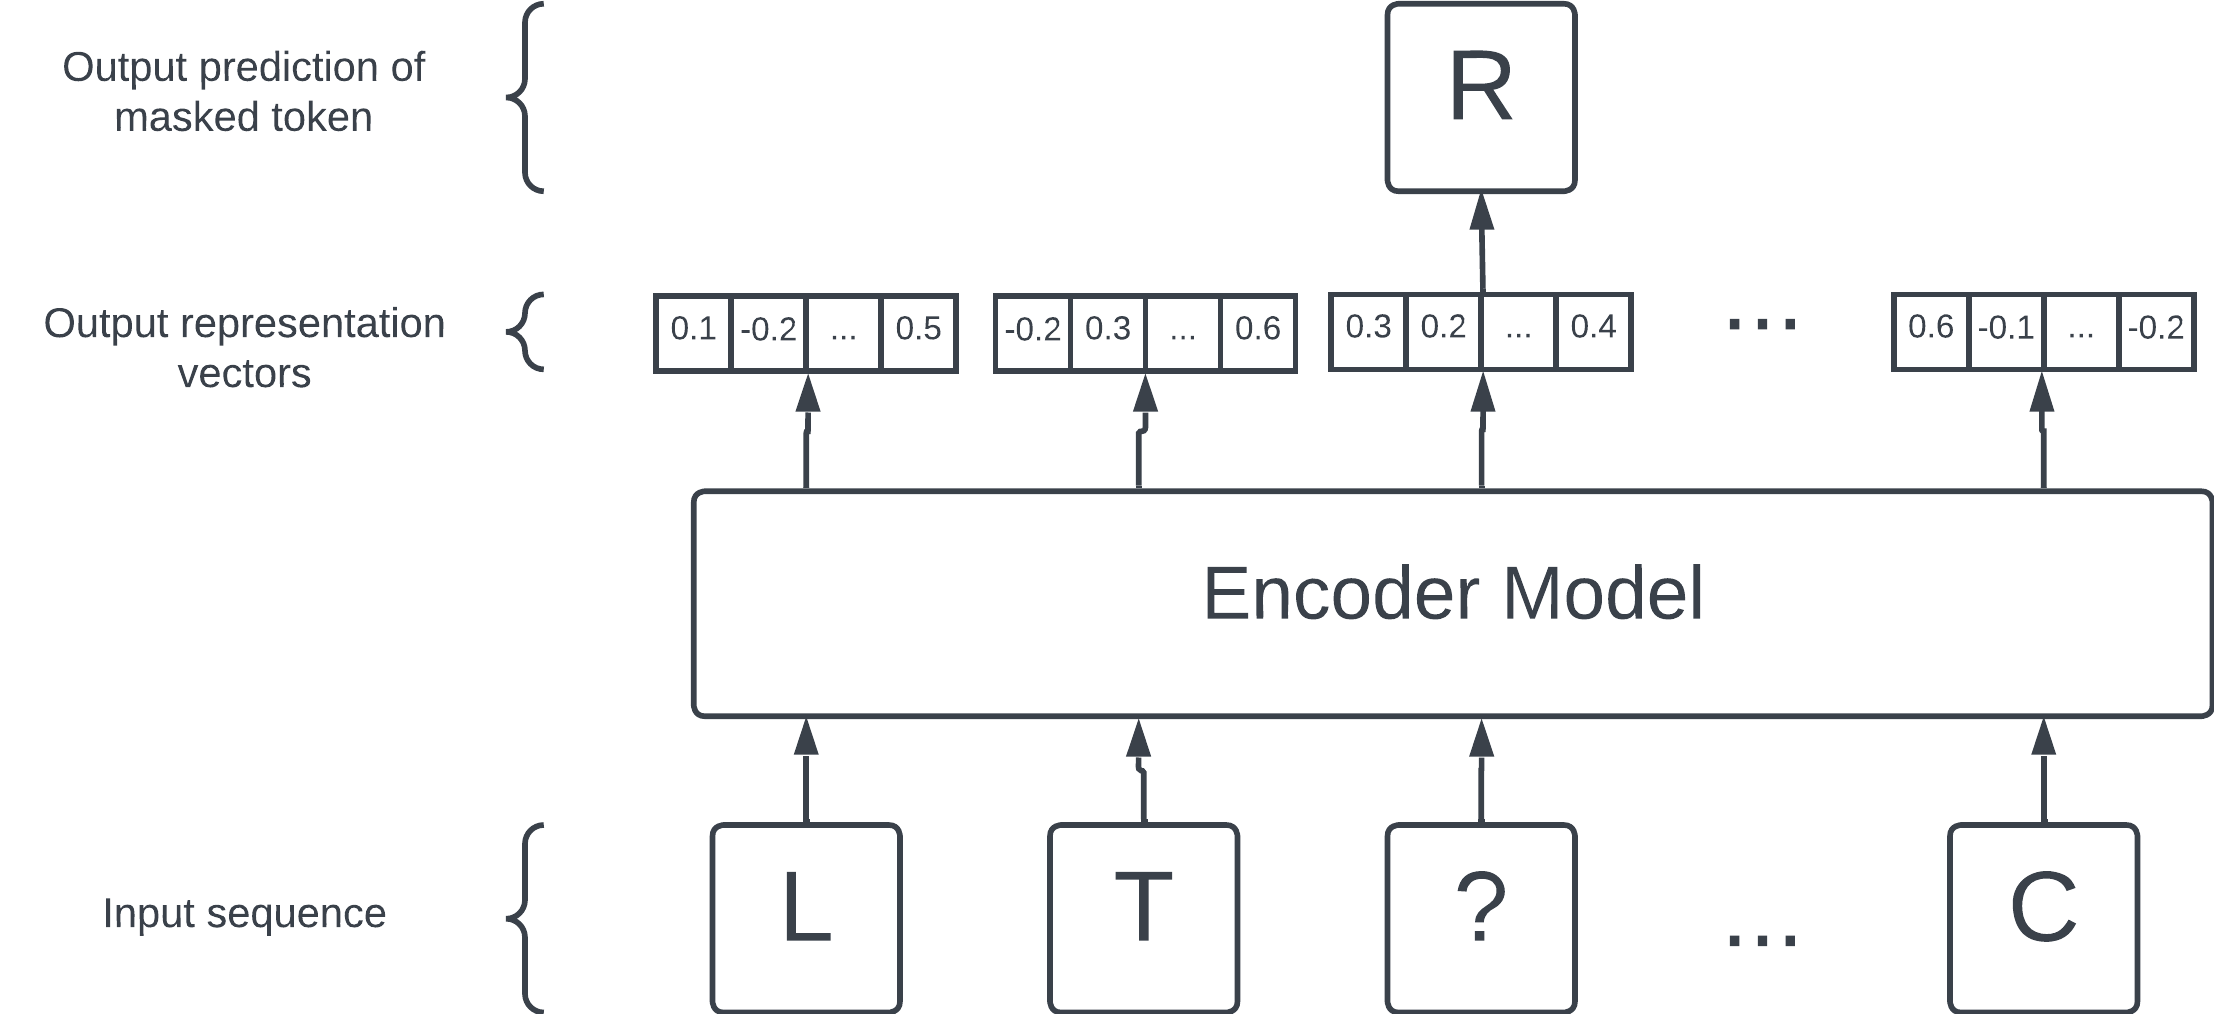 Output prediction of
masked token
R
Output representation
vectors
0.1 -0.2 ... 0.5
-0.2 0.3 ... 0.6
0.3 0.2 ... 0.4
...
0.6 -0.1 ... -0.2
Encoder Model
Input sequence
L
T
?
...
C